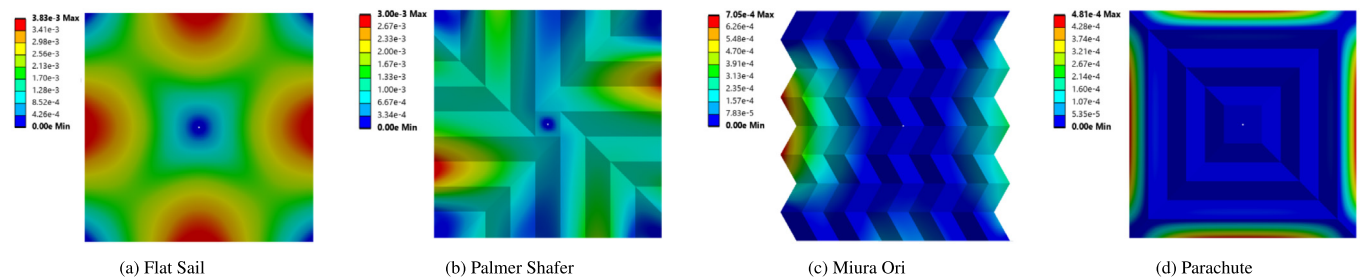 3.83e-3 Max
3.41e-3
2.98e-3
2.56e-3
2.13e-3
1.70e-3
1.28e-3
8.52e-4
4.26e-4
0.00e Min
(a) Flat Sail
3.00e-3 Max
2.67e-3
2.33e-3
2.00e-3
1.67e-3
1.33e-3
1.00e-3
6.67e-4
3.34e-4
0.00e Min
(b) Palmer Shafer
7.05e-4 Max
6.26e-4
5.48e-4
4.70e-4
3.91e-4
3.13e-4
2.35e-4
1.57e-4
7.83e-5
0.00e Min
(c) Miura Ori
4.81e-4 Max
4.28e-4
3.74e-4
3.21e-4
2.67e-4
2.14e-4
1.60e-4
1.07e-4
5.35e-5
0.00e Min
(d) Parachute